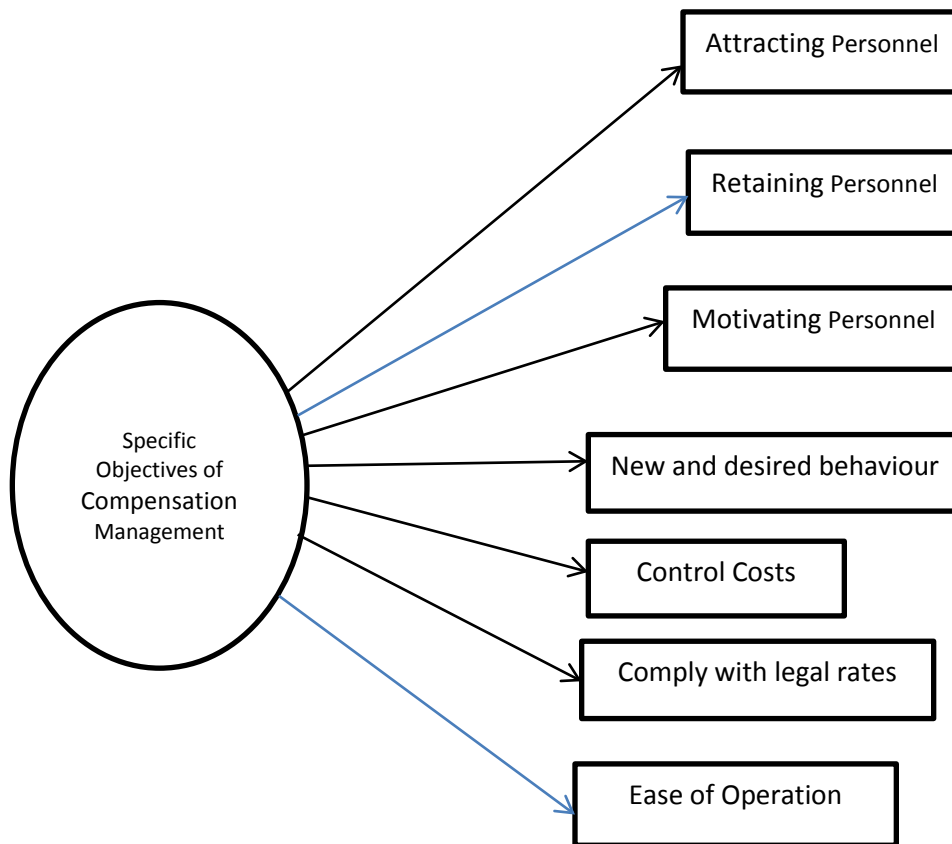 Attracting Personnel
Retaining Personnel
Motivating Personnel
Specific
Objectives of
Compensation
Management
New and desired behaviour
Control Costs
Comply with legal rates
Ease of Operation